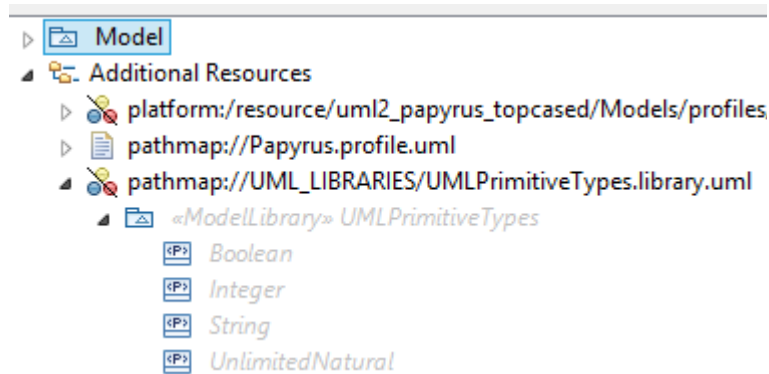 Model
Additional Resources
platform:/resource/uml2_papyrus_topcased/Models/profiles,
pathmap://Papyrus.profile.uml
pathmap://UML_LIBRARIES/UMLPrimitiveTypes.library.uml
«ModelLibrary» UMLPrimitiveTypes
<P> Boolean
<P> Integer
<P> String
<P> UnlimitedNatural